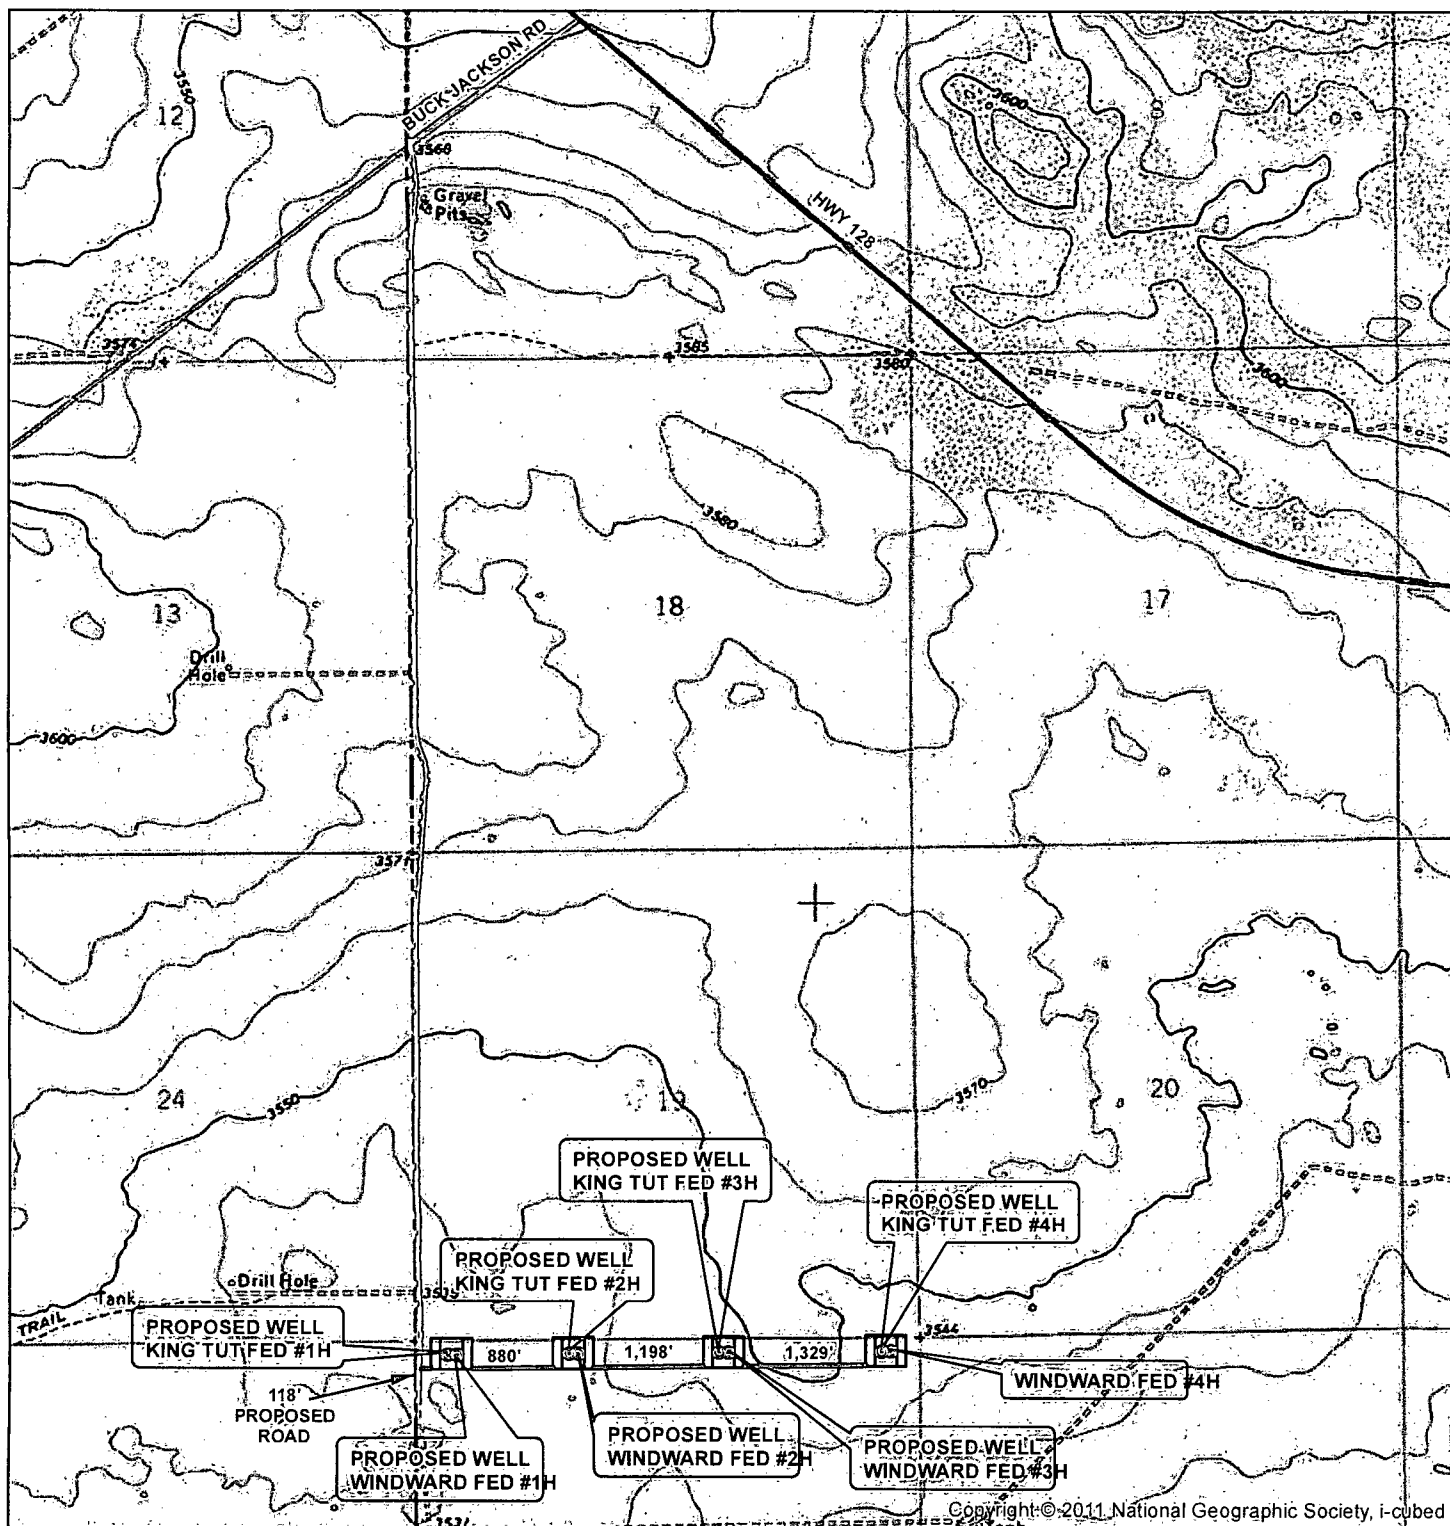 BUCK JACKSON RD
3550
12
3600
3560
Gravel
Pits
HWY 128
3574
3585
3580
3600
3580
13
18
17
Drill
Hole
3600
3571
24
3550
19
3570
20
PROPOSED WELL
KING TUT FED #3H
PROPOSED WELL
KING TUT FED #4H
PROPOSED WELL
KING TUT FED #2H
Drill Hole
Tank
TRAIL
PROPOSED WELL
KING TUT FED #1H
880'
1,198'
1,329'
3544
WINDWARD FED #4H
118'
PROPOSED
ROAD
PROPOSED WELL
WINDWARD FED #2H
PROPOSED WELL
WINDWARD FED #3H
PROPOSED WELL
WINDWARD FED #1H
Copyright:© 2011 National Geographic Society, i-cubed